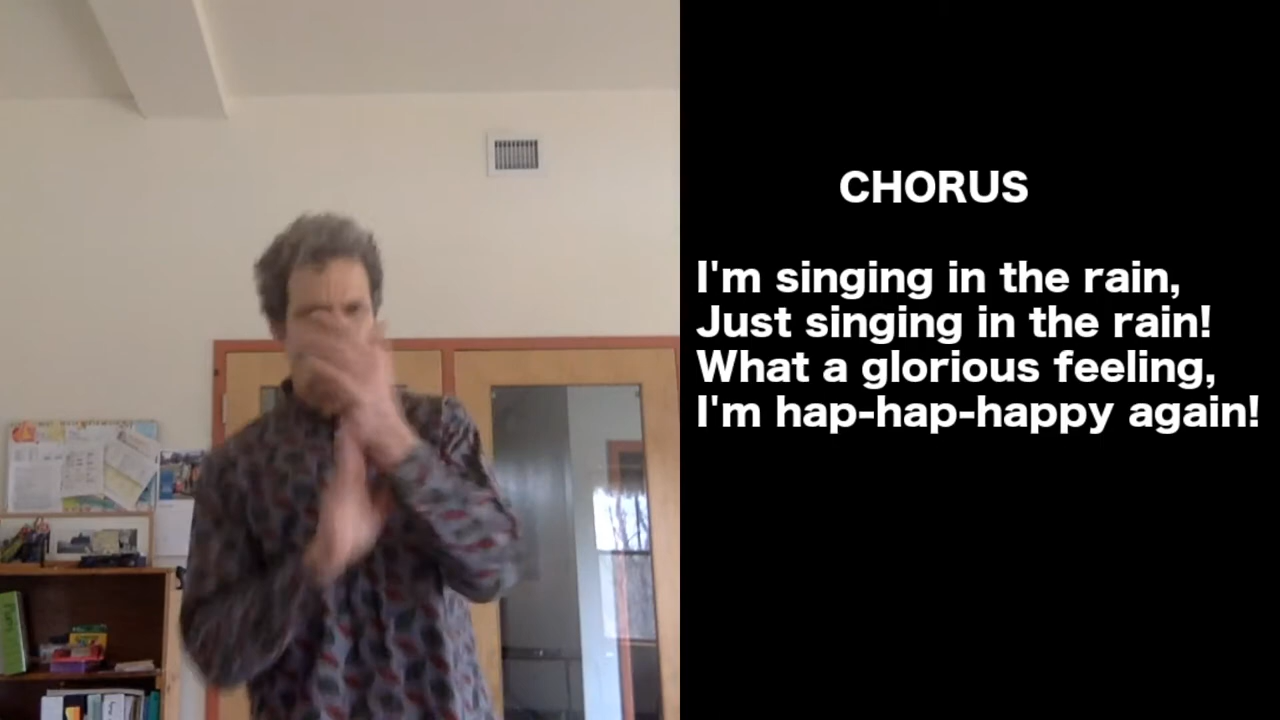 CHORUS
I'm singing in the rain,
Just singing in the rain!
What a glorious feeling,
I'm hap-hap-happy again!